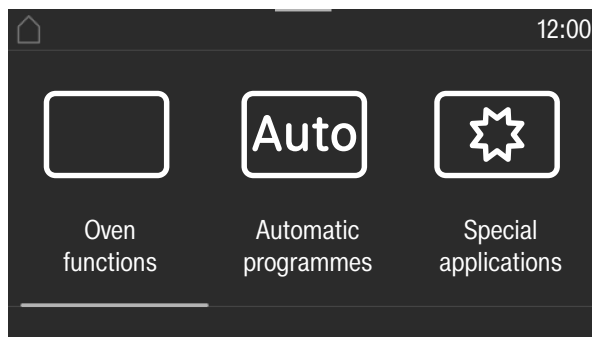 12:00
Auto
Oven
functions
Automatic
programmes
Special
applications